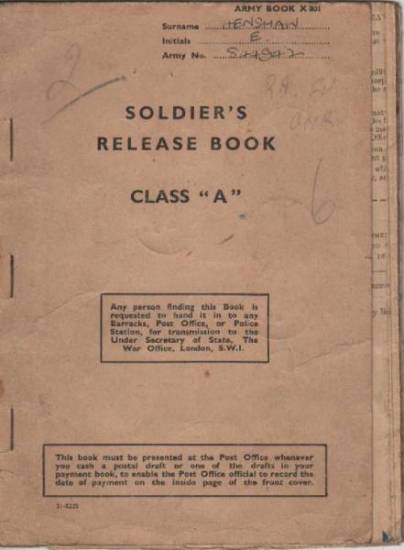 ARMY BOOK X 801
Surname HENSHAW
Initials E.
Army No.
2
SOLDIER'S
RELEASE BOOK
CLASS "A"
6
Any person finding this Book is
requested to hand it in to any
Barracks, Post Office, or Police
Station, for transmission to the
Under Secretary of State, The
War Office, London, S.W.1.
This book must be presented at the Post Office whenever
you cash a postal draft or one of the drafts in your
payment book, to enable the Post Office official to record the
date of payment on the inside page of the front cover.
51-8235